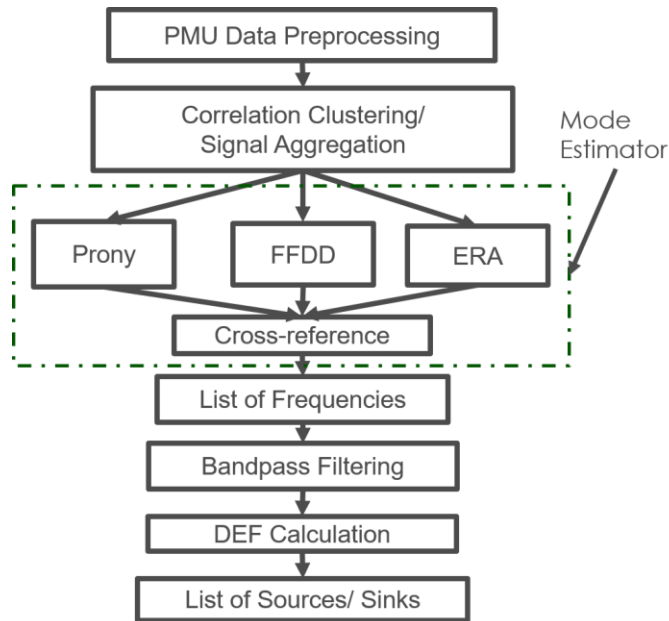 PMU Data Preprocessing
Correlation Clustering/
Signal Aggregation
Mode
Estimator
Prony
FFDD
ERA
Cross-reference
List of Frequencies
Bandpass Filtering
DEF Calculation
List of Sources/ Sinks